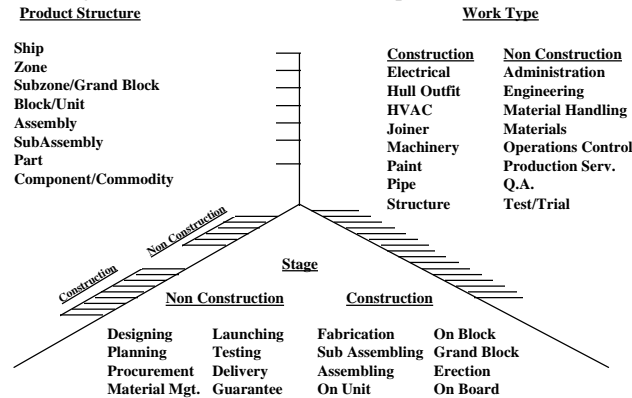 Product Structure
Ship
Zone
Subzone/Grand Block
Block/Unit
Assembly
SubAssembly
Part
Component/Commodity
Work Type
Construction Non Construction
Electrical Administration
Hull Outfit Engineering
HVAC Material Handling
Joiner Materials
Machinery Operations Control
Paint Production Serv.
Pipe Q.A.
Structure Test/Trial
Non Construction
Construction
Stage
Non Construction Construction
Designing Launching Fabrication On Block
Planning Testing Sub Assembling Grand Block
Procurement Delivery Assembling Erection
Material Mgt. Guarantee On Unit On Board